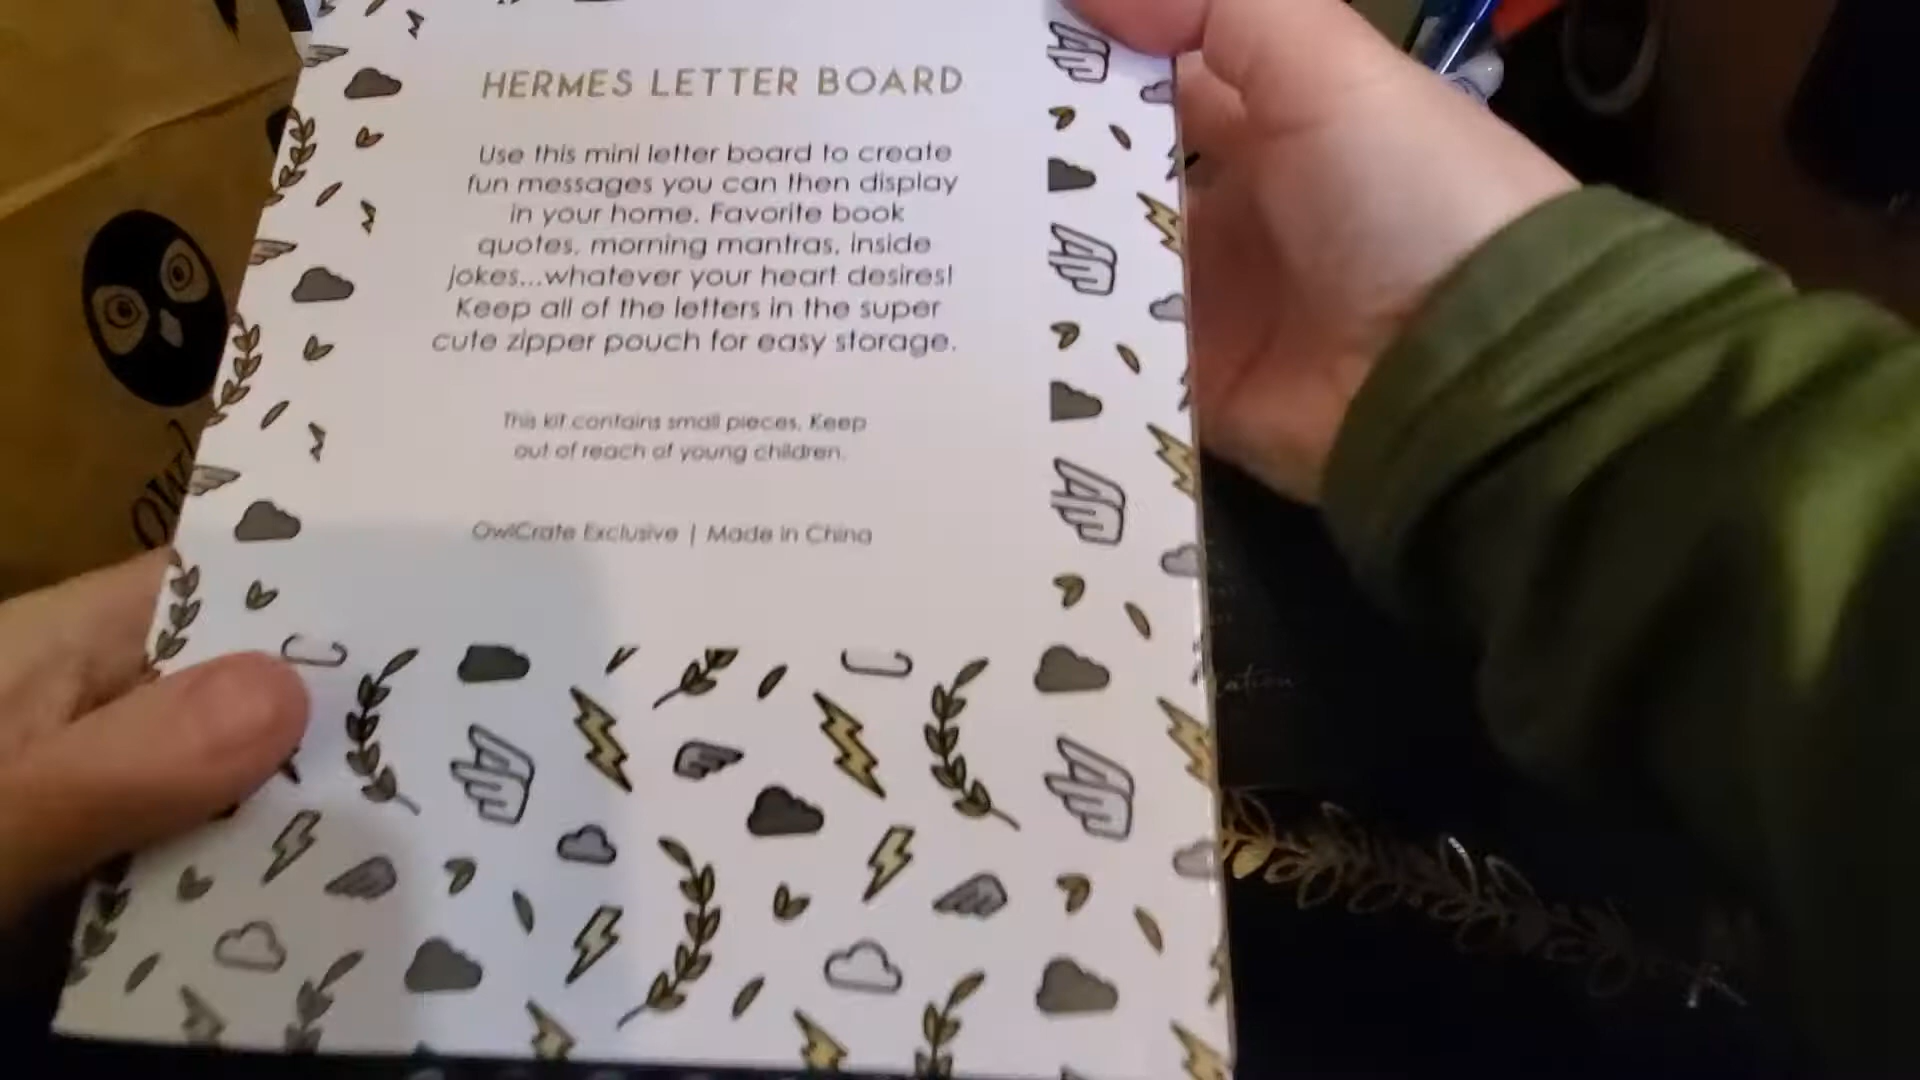 HERMES LETTER BOARD
Use this mini letter board to create
fun messages you can then display
in your home. Favorite book
quotes, morning mantras, inside
jokes...whatever your heart desires!
Keep all of the letters in the super
cute zipper pouch for easy storage.
This kit contains small pieces. Keep
out of reach of young children.
OwlCrate Exclusive | Made in China
Owl